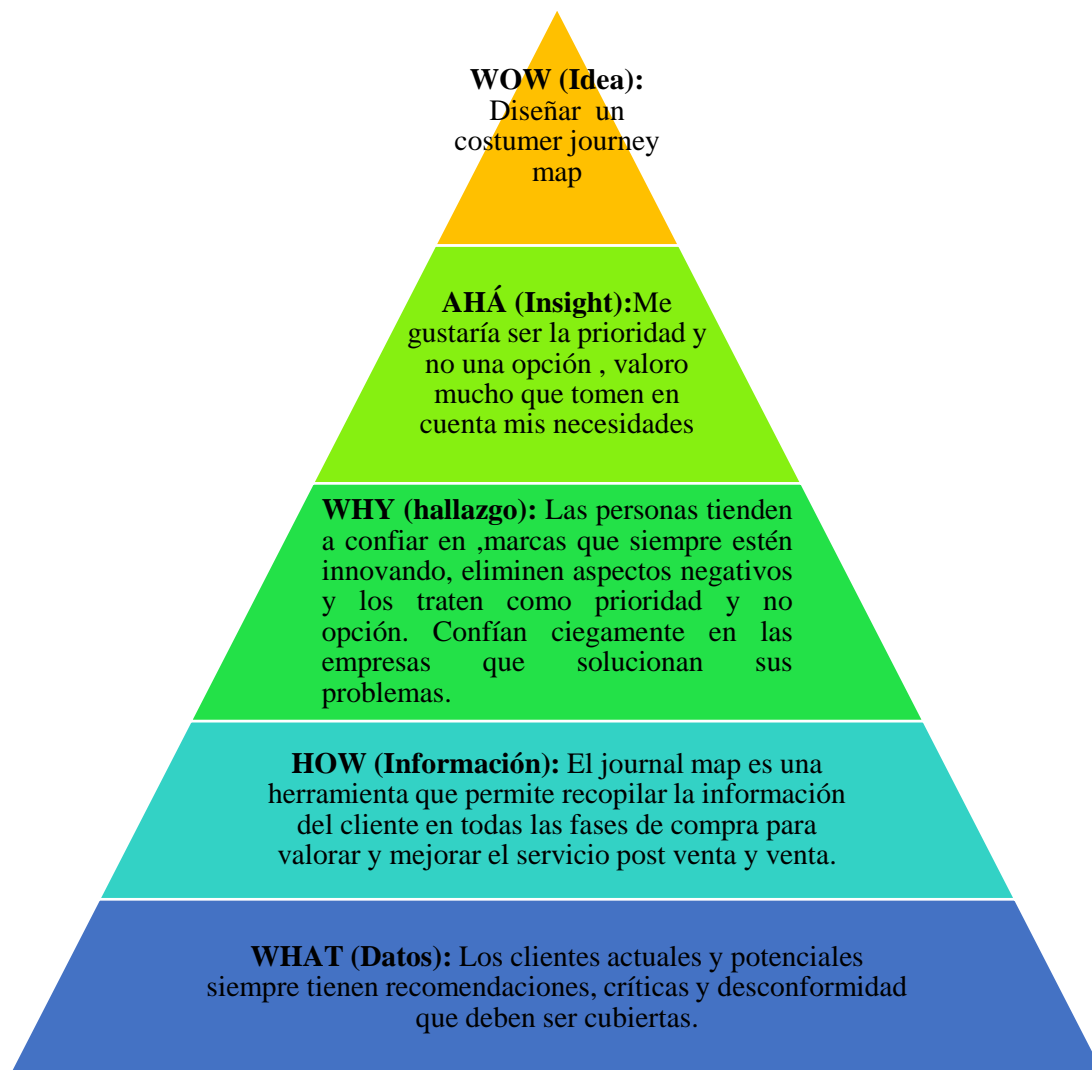 WOW (Idea):
Diseñar un
costumer journey
map
AHÁ (Insight):Me
gustaría ser la prioridad y
no una opción , valoro
mucho que tomen en
cuenta mis necesidades
WHY (hallazgo): Las personas tienden
a confiar en ,marcas que siempre estén
innovando, eliminen aspectos negativos
y los traten como prioridad y no
opción. Confían ciegamente en las
empresas que solucionan sus
problemas.
HOW (Información): El journal map es una
herramienta que permite recopilar la información
del cliente en todas las fases de compra para
valorar y mejorar el servicio post venta y venta.
WHAT (Datos): Los clientes actuales y potenciales
siempre tienen recomendaciones, críticas y desconformidad
que deben ser cubiertas.